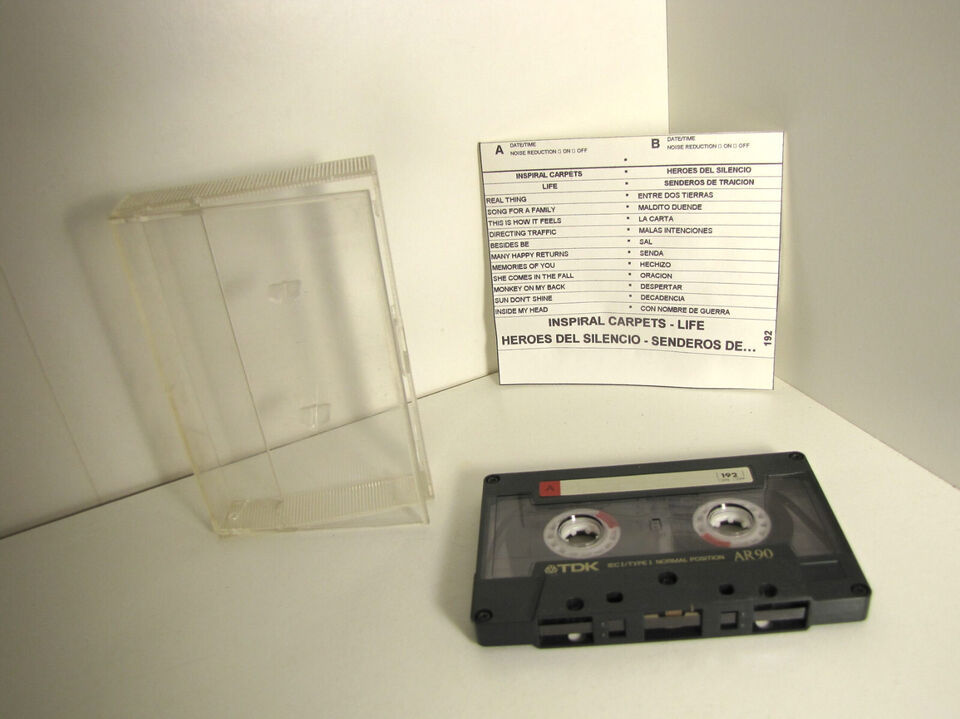 A DATE/TIME
NOISE REDUCTION □ ON □ OFF
B DATE/TIME
NOISE REDUCTION □ ON □ OFF
INSPIRAL CARPETS * HEROES DEL SILENCIO
LIFE * SENDEROS DE TRAICION
REAL THING * ENTRE DOS TIERRAS
SONG FOR A FAMILY * MALDITO DUENDE
THIS IS HOW IT FEELS * LA CARTA
DIRECTING TRAFFIC * MALAS INTENCIONES
BESIDES BE * SAL
MANY HAPPY RETURNS * SENDA
MEMORIES OF YOU * HECHIZO
SHE COMES IN THE FALL * ORACION
MONKEY ON MY BACK * DESPERTAR
SUN DON'T SHINE * DECADENCIA
INSIDE MY HEAD * CON NOMBRE DE GUERRA
INSPIRAL CARPETS - LIFE
HEROES DEL SILENCIO - SENDEROS DE...
192
A
192
TDK IEC I/TYPE I NORMAL POSITION AR 90